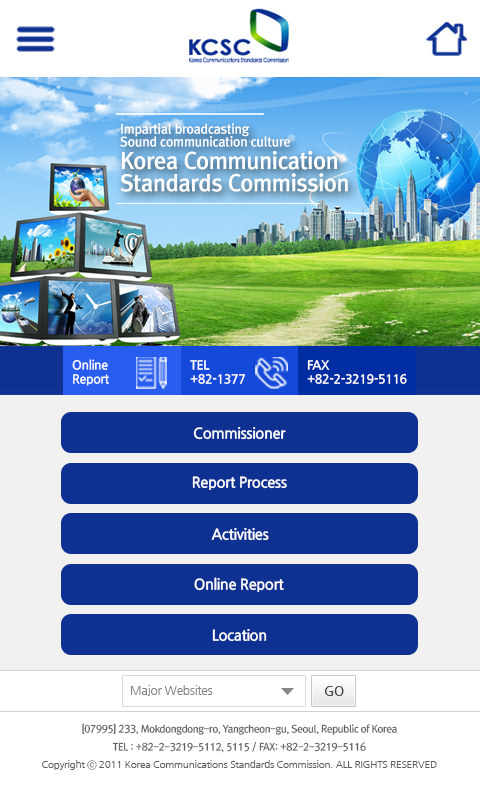 KCSC
Korea Communications Standards Commission
Impartial broadcasting
Sound communication culture
Korea Communication
Standards Commission
Online
Report
TEL
+82-1377
FAX
+82-2-3219-5116
Commissioner
Report Process
Activities
Online Report
Location
Major Websites
GO
[07995] 233, Mokdongdong-ro, Yangcheon-gu, Seoul, Republic of Korea
TEL : +82-2-3219-5112, 5115 / FAX: +82-2-3219-5116
Copyright ⓒ 2011 Korea Communications Standards Commission. ALL RIGHTS RESERVED